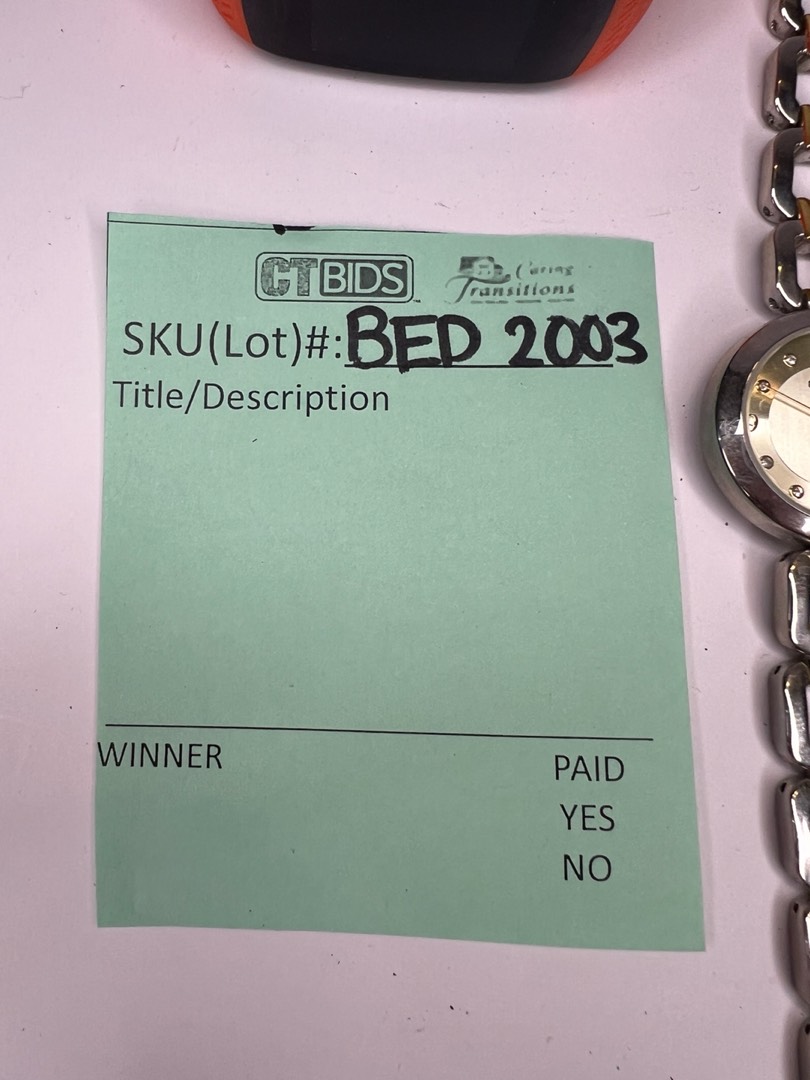 CTBIDS
Caring
Transitions
SKU(Lot)#: BED 2003
Title/Description
WINNER
PAID
YES
NO